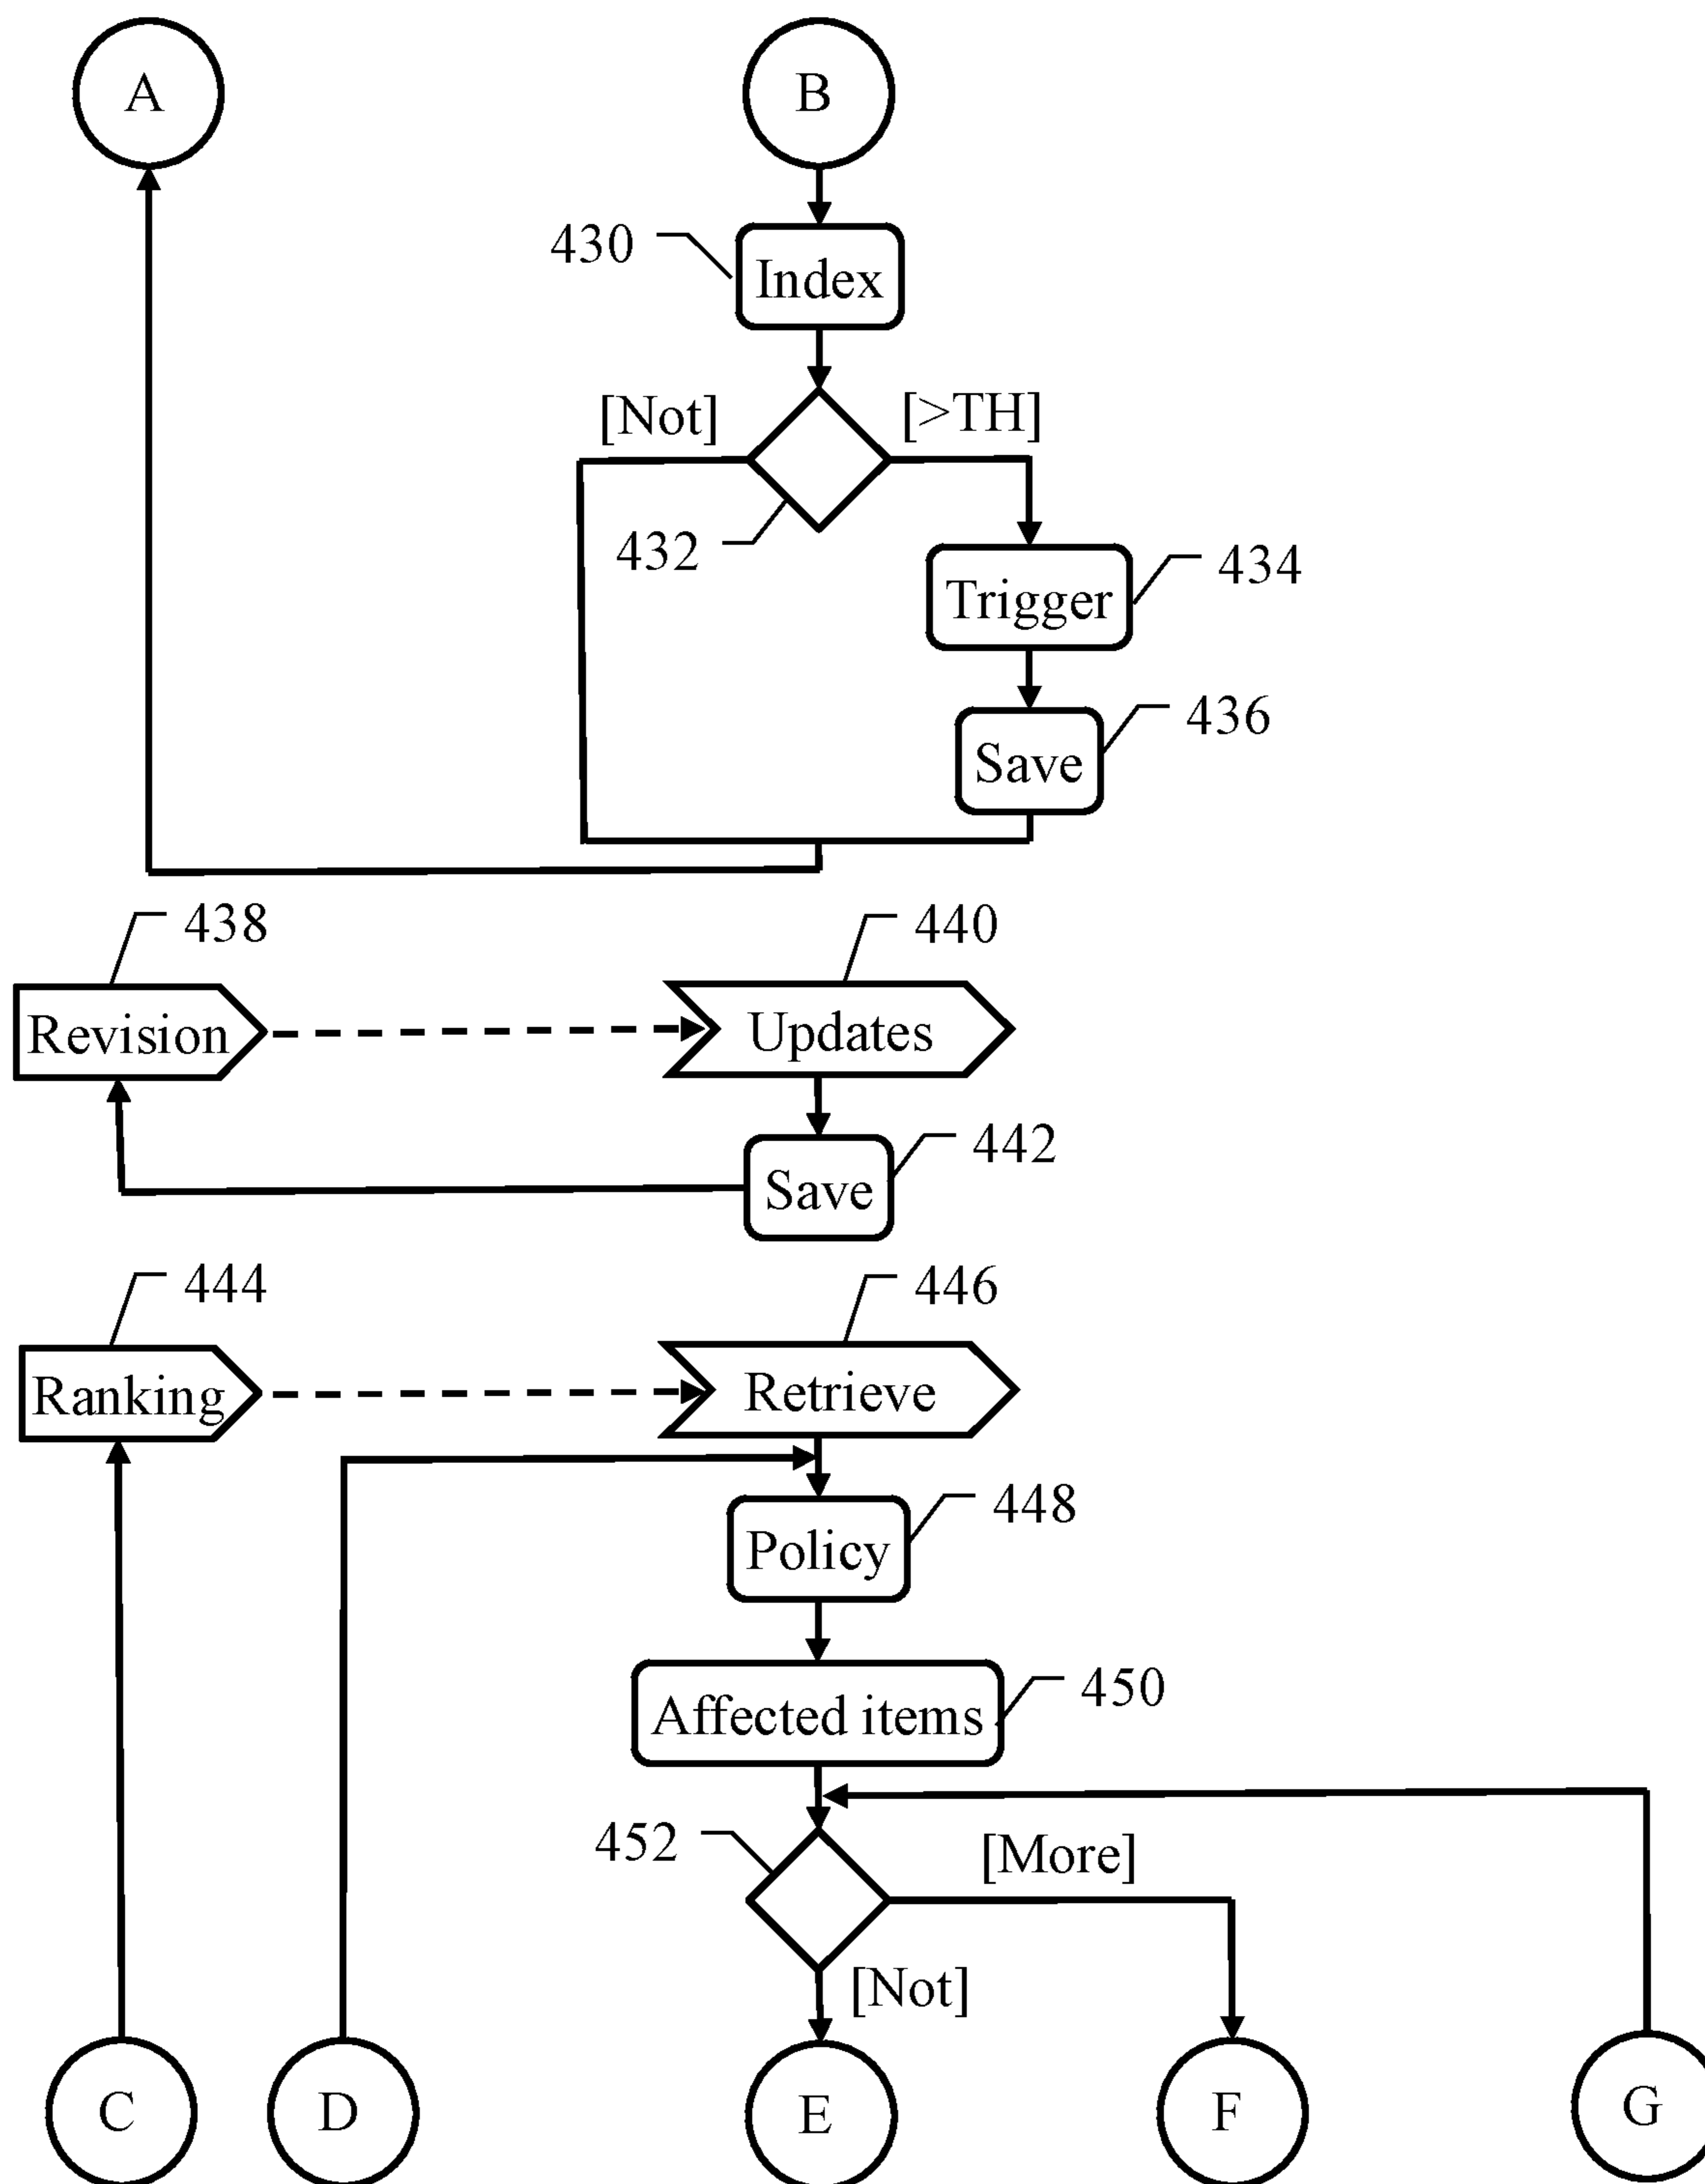 A
B
430
Index
[Not]
[>TH]
432
434
Trigger
436
Save
438
440
Revision
Updates
442
Save
444
446
Ranking
Retrieve
448
Policy
450
Affected items
452
[More]
[Not]
C
D
E
F
G